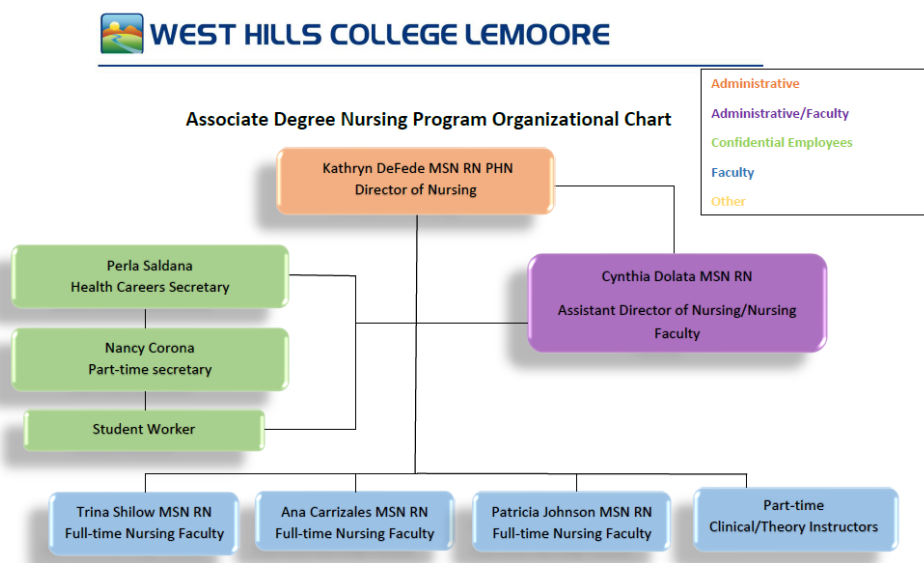 WEST HILLS COLLEGE LEMOORE
Administrative
Administrative/Faculty
Confidential Employees
Faculty
Other
Associate Degree Nursing Program Organizational Chart
Kathryn DeFede MSN RN PHN
Director of Nursing
Perla Saldana
Health Careers Secretary
Cynthia Dolata MSN RN
Assistant Director of Nursing/Nursing
Faculty
Nancy Corona
Part-time secretary
Student Worker
Trina Shilow MSN RN
Full-time Nursing Faculty
Ana Carrizales MSN RN
Full-time Nursing Faculty
Patricia Johnson MSN RN
Full-time Nursing Faculty
Part-time
Clinical/Theory Instructors